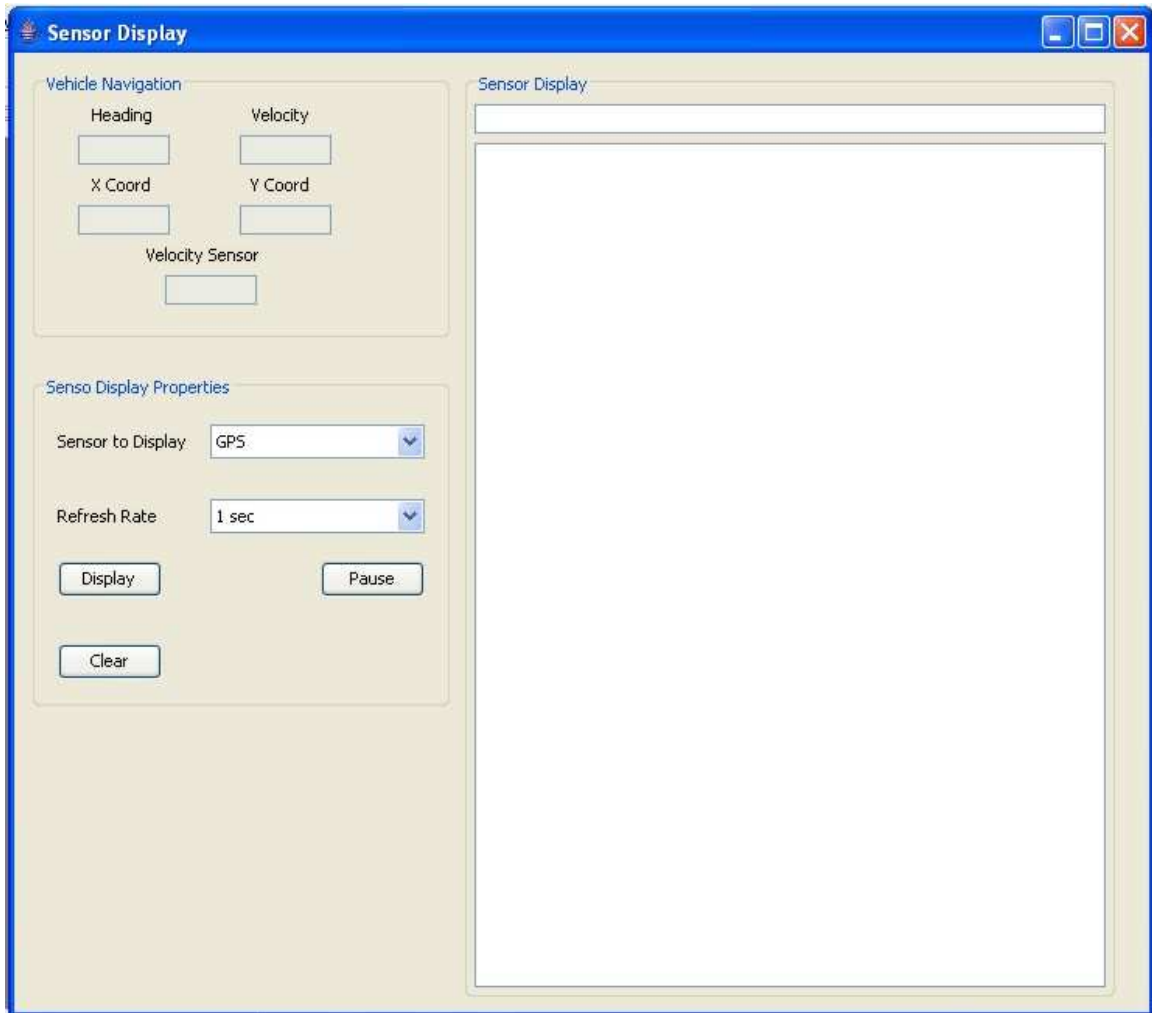 Sensor Display
Vehicle Navigation
Heading Velocity
X Coord Y Coord
Velocity Sensor
Senso Display Properties
Sensor to Display GPS
Refresh Rate 1 sec
Display Pause
Clear
Sensor Display